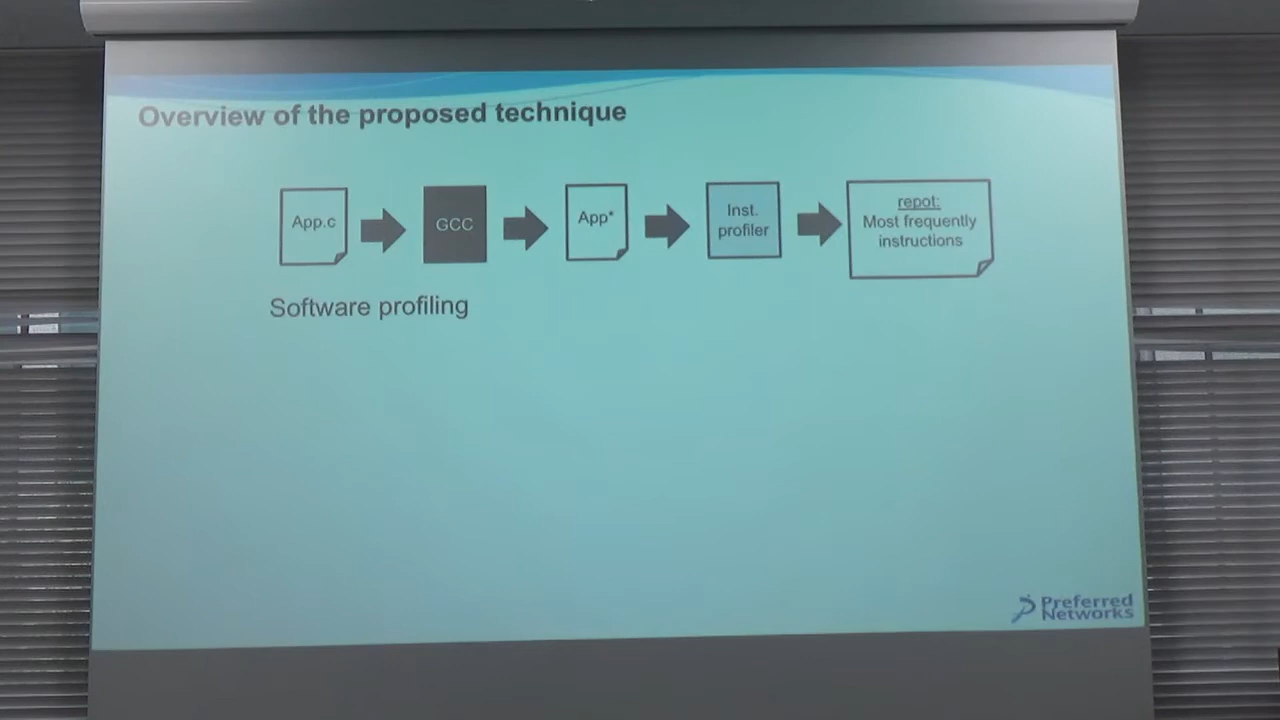 Overview of the proposed technique
App.c
GCC
App*
Inst.
profiler
repot:
Most frequently
instructions
Software profiling
Preferred
Networks